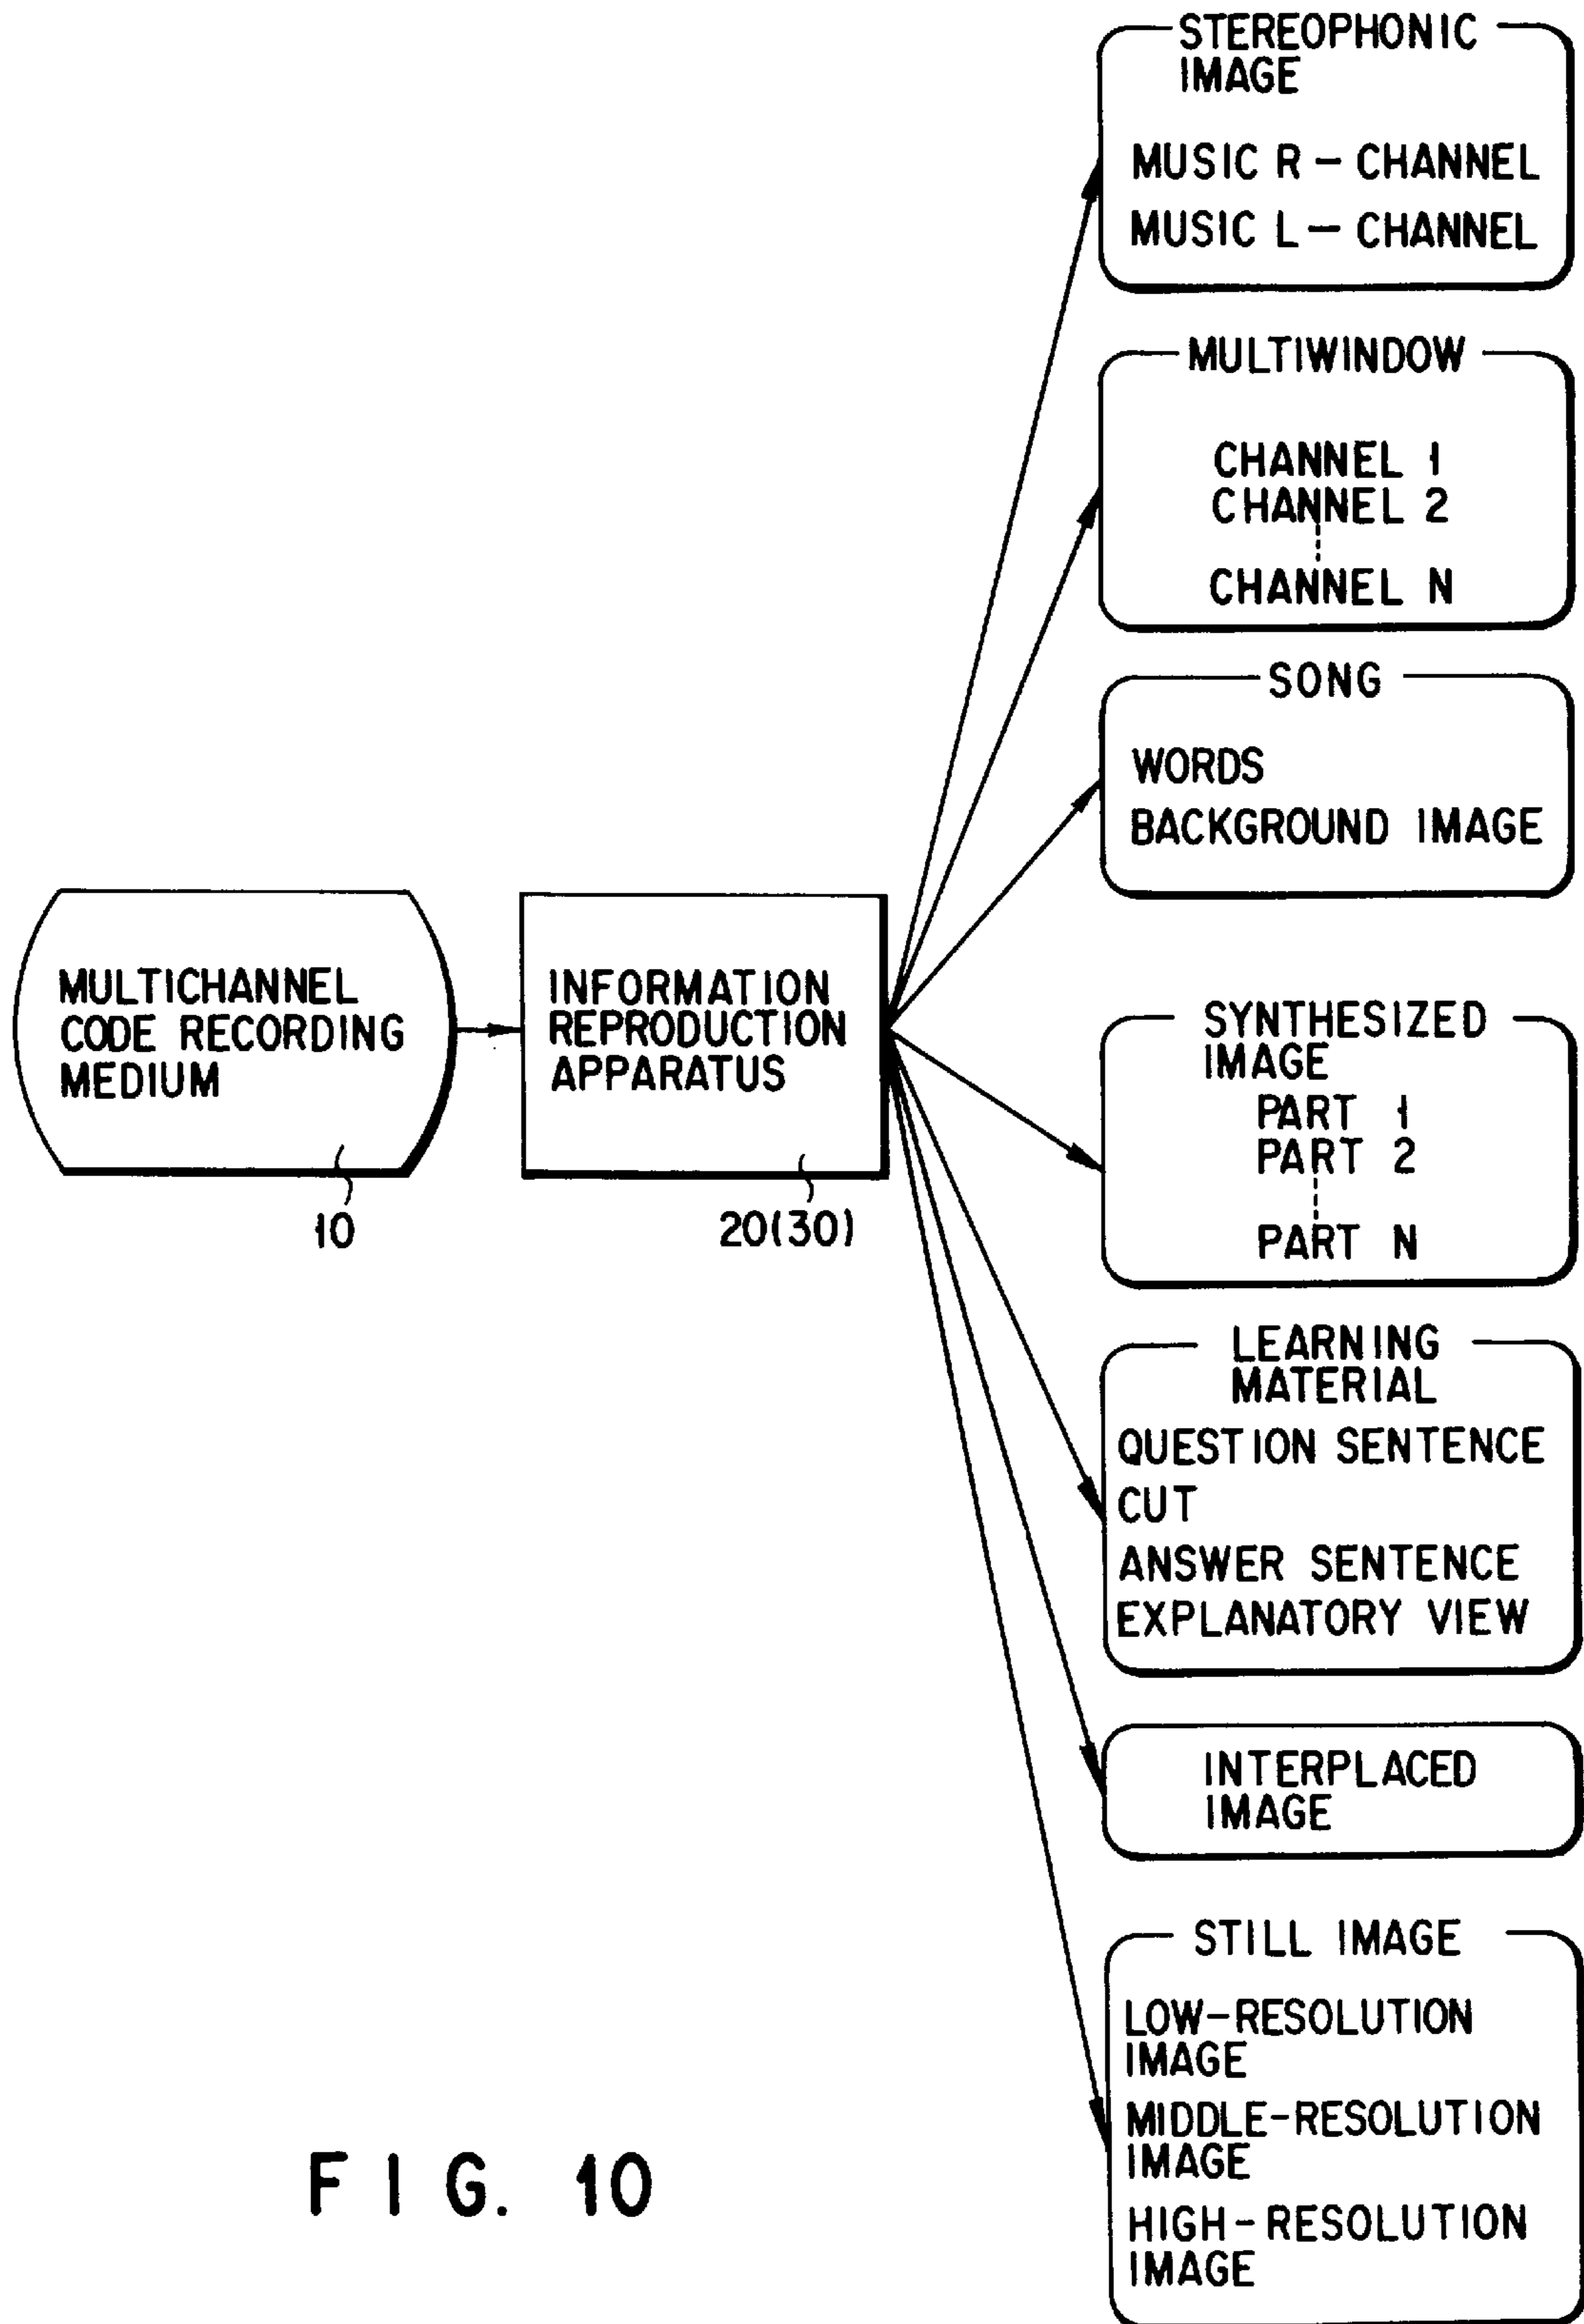 MULTICHANNEL
CODE RECORDING
MEDIUM
10
INFORMATION
REPRODUCTION
APPARATUS
20(30)
STEREOPHONIC
IMAGE
MUSIC R – CHANNEL
MUSIC L – CHANNEL
MULTIWINDOW
CHANNEL 1
CHANNEL 2
CHANNEL N
SONG
WORDS
BACKGROUND IMAGE
SYNTHESIZED
IMAGE
PART 1
PART 2
PART N
LEARNING
MATERIAL
QUESTION SENTENCE
CUT
ANSWER SENTENCE
EXPLANATORY VIEW
INTERPLACED
IMAGE
STILL IMAGE
LOW-RESOLUTION
IMAGE
MIDDLE-RESOLUTION
IMAGE
HIGH-RESOLUTION
IMAGE
FIG. 10